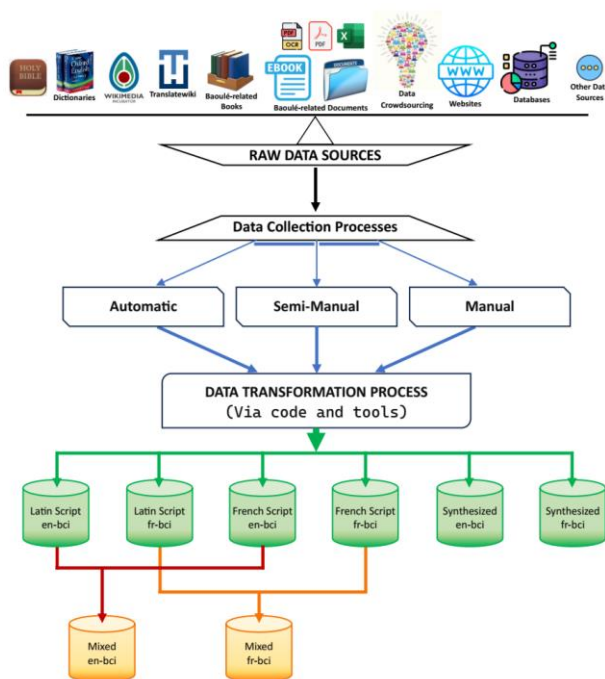 PDF
OCR
PDF
X
HOLY
BIBLE
Oxford
English
EBOOK
DOCUMENTS
WWW
Dictionaries
WIKIMEDIA
INCUBATOR
Translatewiki
Baoulé-related
Books
Baoulé-related Documents
Data
Crowdsourcing
Websites
Databases
Other Dat
Sources
RAW DATA SOURCES
Data Collection Processes
Automatic
Semi-Manual
Manual
DATA TRANSFORMATION PROCESS
(Via code and tools)
Latin Script
en-bci
Latin Script
fr-bci
French Script
en-bci
French Script
fr-bci
Synthesized
en-bci
Synthesized
fr-bci
Mixed
en-bci
Mixed
fr-bci